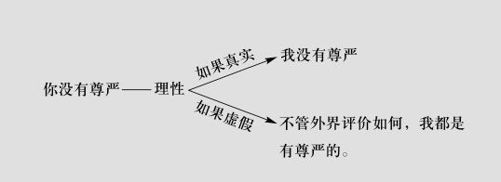 如果真实
我没有尊严
你没有尊严——理性
如果虚假
不管外界评价如何，我都是
有尊严的。